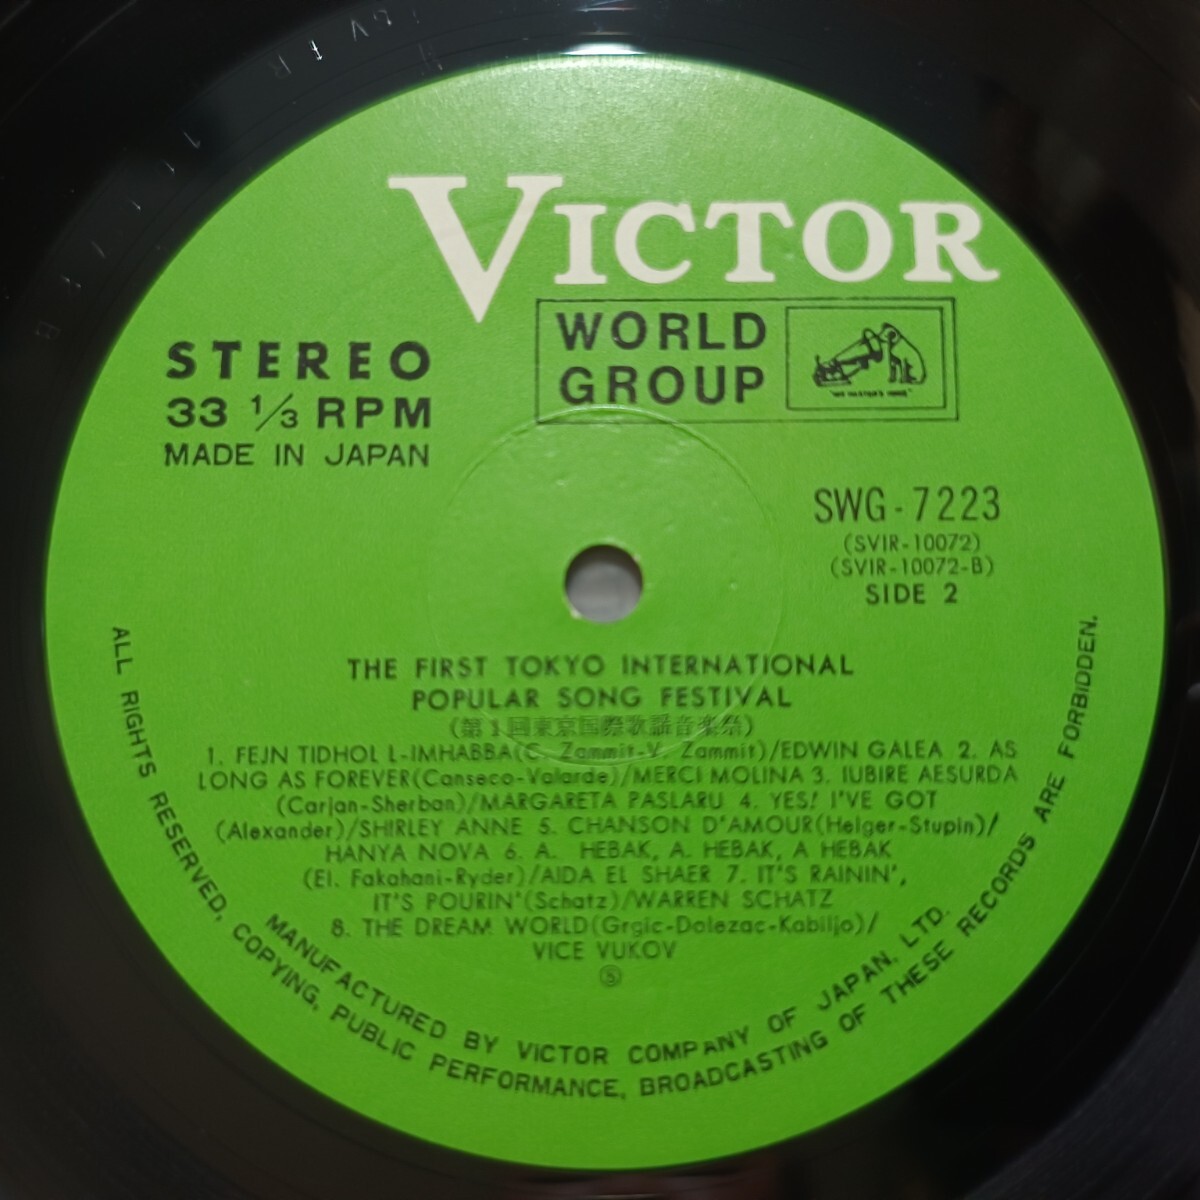 VICTOR
WORLD
GROUP
"HIS MASTER'S VOICE"
STEREO
33 1/3 RPM
MADE IN JAPAN
SWG-7223
(SVIR-10072)
(SVIR-10072-B)
SIDE 2
THE FIRST TOKYO INTERNATIONAL
POPULAR SONG FESTIVAL
(第1回東京国際歌謡音楽祭)
1. FEJN TIDHOL L-IMHABBA(C. Zammit-V. Zammit)/EDWIN GALEA 2. AS
LONG AS FOREVER(Canseco-Valarde)/MERCI MOLINA 3. IUBIRE AESURDA
(Carjan-Sherban)/MARGARETA PASLARU 4. YES! I'VE GOT
(Alexander)/SHIRLEY ANNE 5. CHANSON D'AMOUR(Helger-Stupin)/
HANYA NOVA 6. A. HEBAK, A. HEBAK, A HEBAK
(El. Fakahani-Ryder)/AIDA EL SHAER 7. IT'S RAININ',
IT'S POURIN'(Schatz)/WARREN SCHATZ
8. THE DREAM WORLD(Grgic-Dolezac-Kabiljo)/
VICE VUKOV
Ⓢ
MANUFACTURED BY VICTOR COMPANY OF JAPAN, LTD.
ALL RIGHTS RESERVED, COPYING, PUBLIC PERFORMANCE, BROADCASTING OF THESE RECORDS ARE FORBIDDEN.